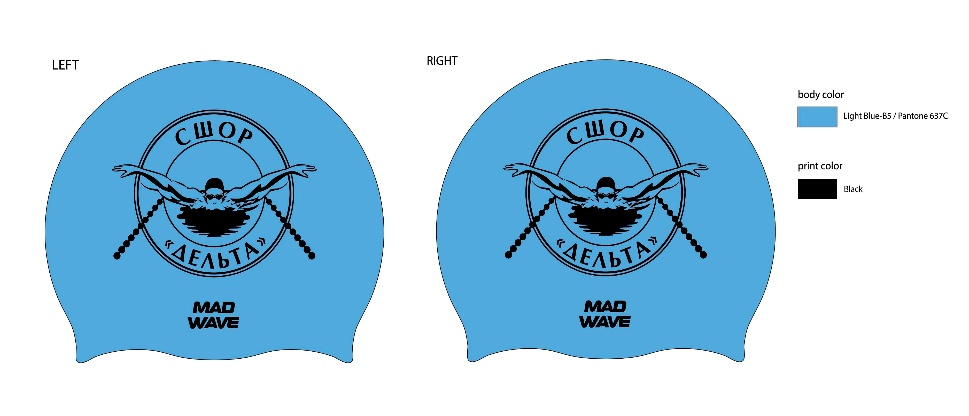 LEFT
СШОР
«ДЕЛЬТА»
MAD
WAVE
RIGHT
СШОР
«ДЕЛЬТА»
MAD
WAVE
body color
Light Blue-B5 / Pantone 637C
print color
Black